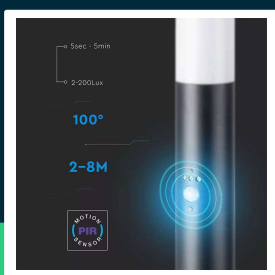 5sec - 5min
2-200Lux
100°
2-8M
MOTION
PIR
SENSOR